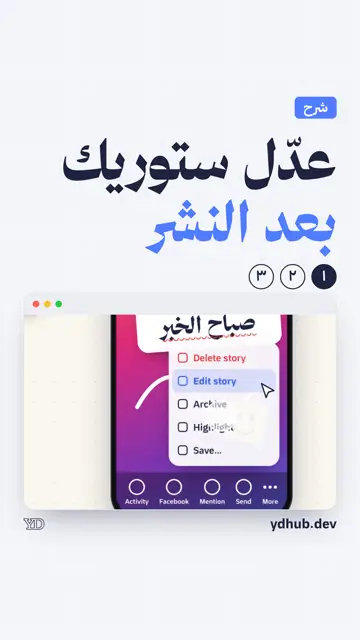 شرح
عدّل ستوريك
بعد النشر
١ ٢ ٣
صباح الخبر
Delete story
Edit story
Archive
Highlight
Save...
Activity Facebook Mention Send More
YD ydhub.dev